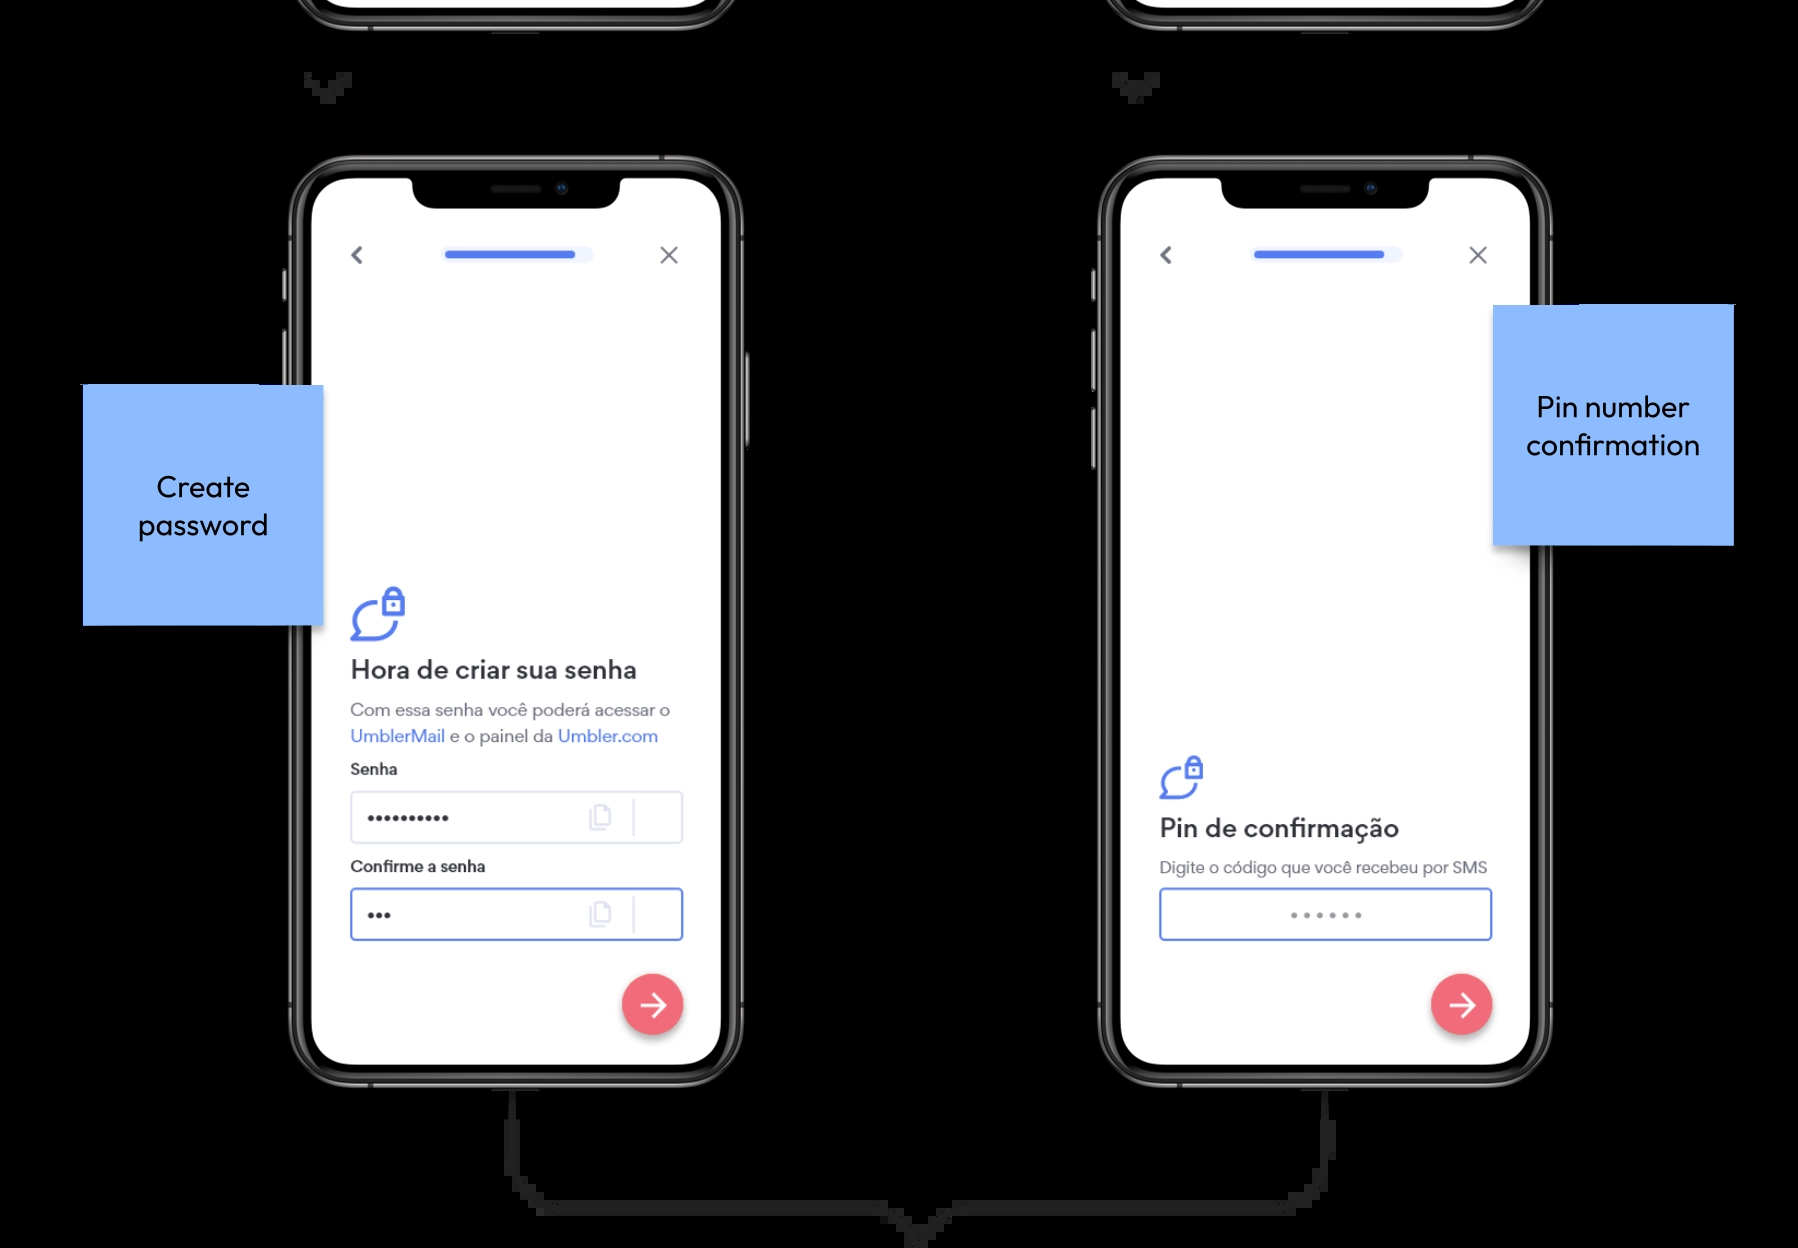 Create
password
Hora de criar sua senha
Com essa senha você poderá acessar o
UmblerMail e o painel da Umbler.com
Senha
••••••••••
Confirme a senha
•••
Pin number
confirmation
Pin de confirmação
Digite o código que você recebeu por SMS
••••••